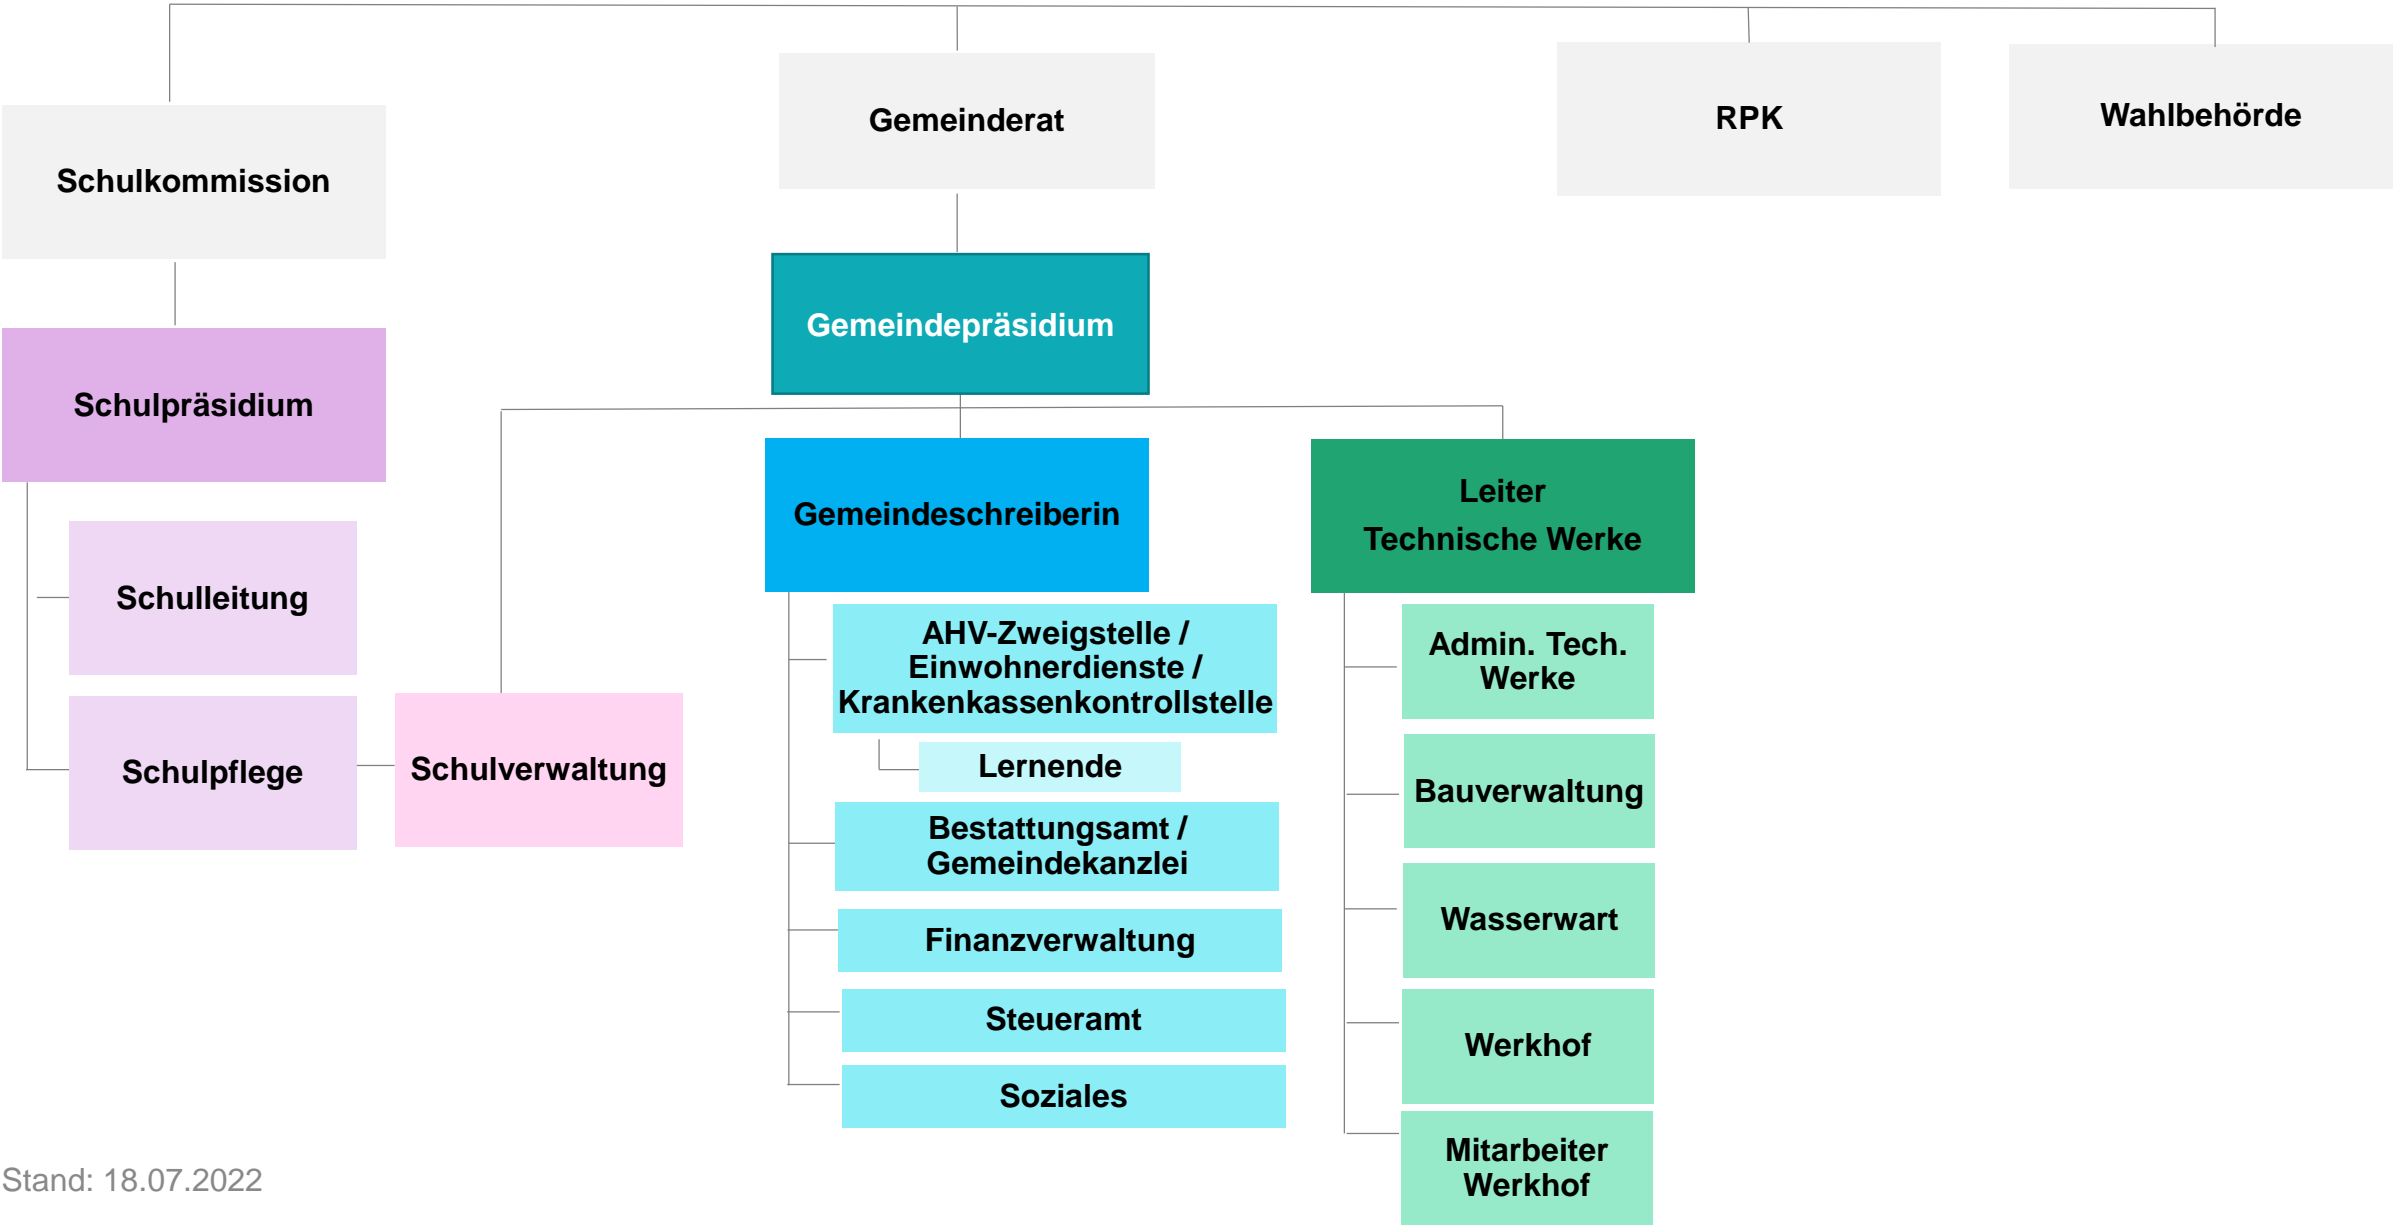 Schulkommission
Gemeinderat
RPK
Wahlbehörde
Schulpräsidium
Gemeindepräsidium
Schulleitung
Schulpflege
Schulverwaltung
Gemeindeschreiberin
AHV-Zweigstelle /
Einwohnerdienste /
Krankenkassenkontrollstelle
Lernende
Bestattungsamt /
Gemeindekanzlei
Finanzverwaltung
Steueramt
Soziales
Leiter
Technische Werke
Admin. Tech.
Werke
Bauverwaltung
Wasserwart
Werkhof
Mitarbeiter
Werkhof
Stand: 18.07.2022